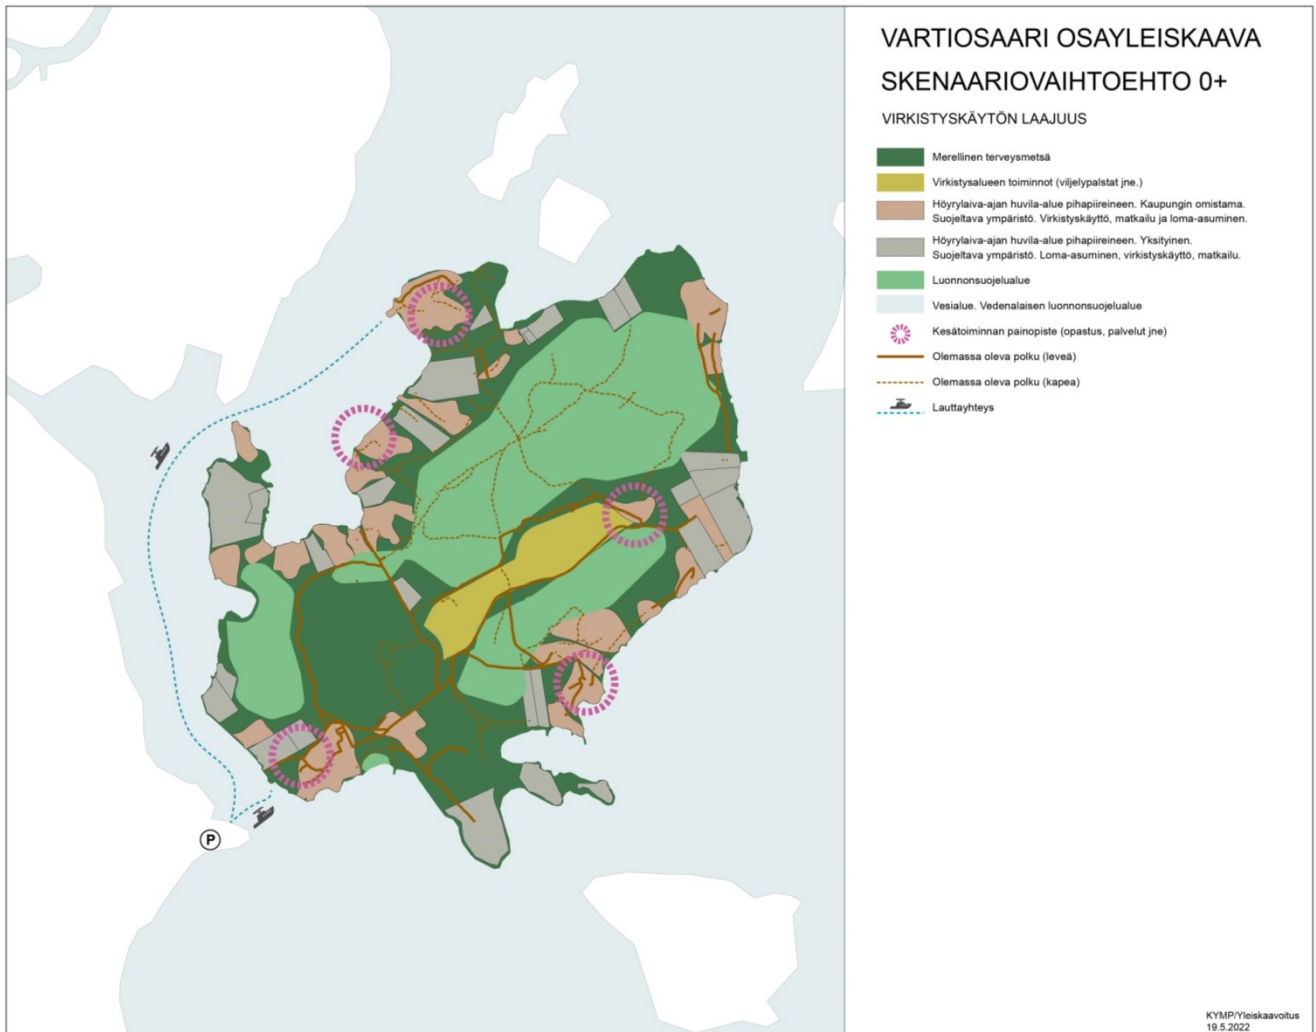 VARTIOSAARI OSAYLEISKAAVA
SKENAARIOVAIHTOEHTO 0+
VIRKISTYSKÄYTÖN LAAJUUS
Merellinen terveysmetsä
Virkistysalueen toiminnot (viljelypalstat jne.)
Höyrylaiva-ajan huvila-alue pihapiireineen. Kaupungin omistama.
Suojeltava ympäristö. Virkistyskäyttö, matkailu ja loma-asuminen.
Höyrylaiva-ajan huvila-alue pihapiireineen. Yksityinen.
Suojeltava ympäristö. Loma-asuminen, virkistyskäyttö, matkailu.
Luonnonsuojelualue
Vesialue. Vedenalaisen luonnonsuojelualue
Kesätoiminnan painopiste (opastus, palvelut jne)
Olemassa oleva polku (leveä)
Olemassa oleva polku (kapea)
Lauttayhteys
P
KYMP/Yleiskaavoitus
19.5.2022